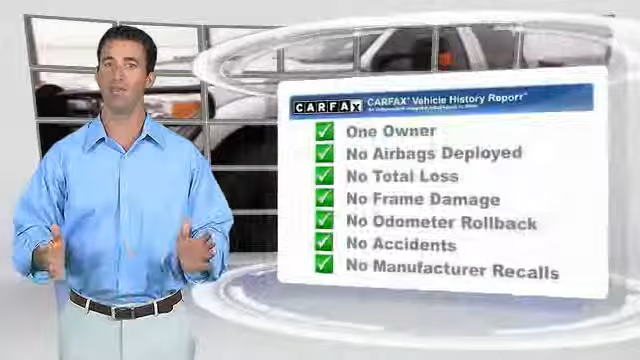 CARFAX CARFAX® Vehicle History Report™
One Owner
No Airbags Deployed
No Total Loss
No Frame Damage
No Odometer Rollback
No Accidents
No Manufacturer Recalls